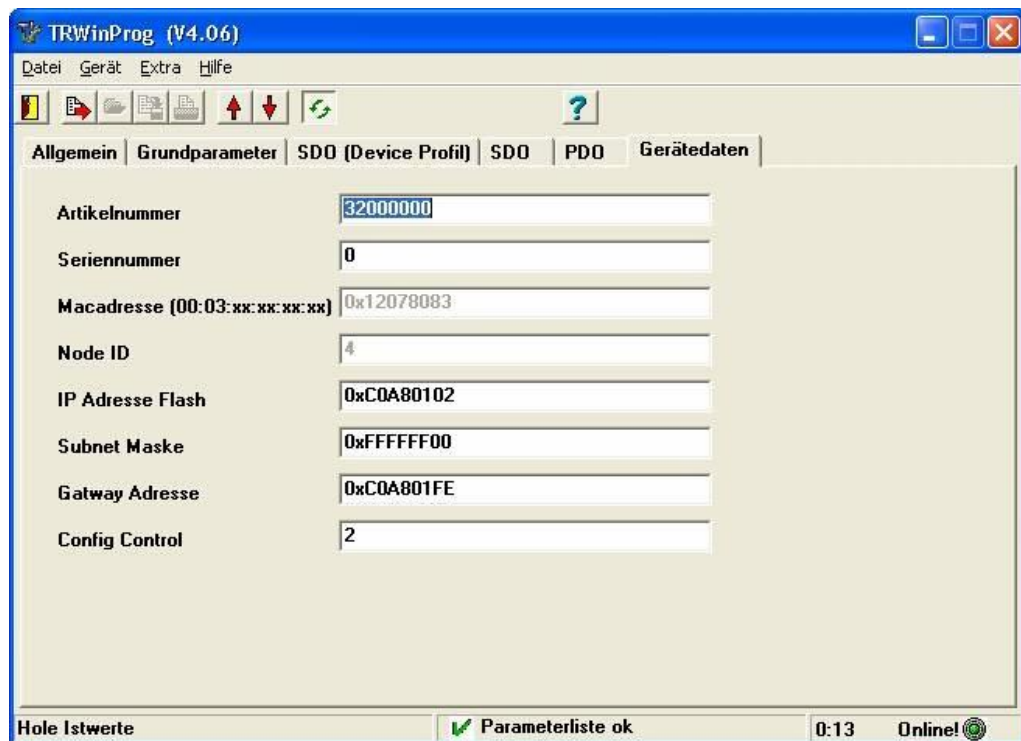 TRWinProg (V4.06)
Datei Gerät Extra Hilfe
?
Allgemein Grundparameter SDO (Device Profil) SDO PDO Gerätedaten
Artikelnummer 32000000
Seriennummer 0
Macadresse (00:03:xx:xx:xx:xx) 0x12078083
Node ID 4
IP Adresse Flash 0xC0A80102
Subnet Maske 0xFFFFFF00
Gatway Adresse 0xC0A801FE
Config Control 2
Hole Istwerte Parameterliste ok 0:13 Online!